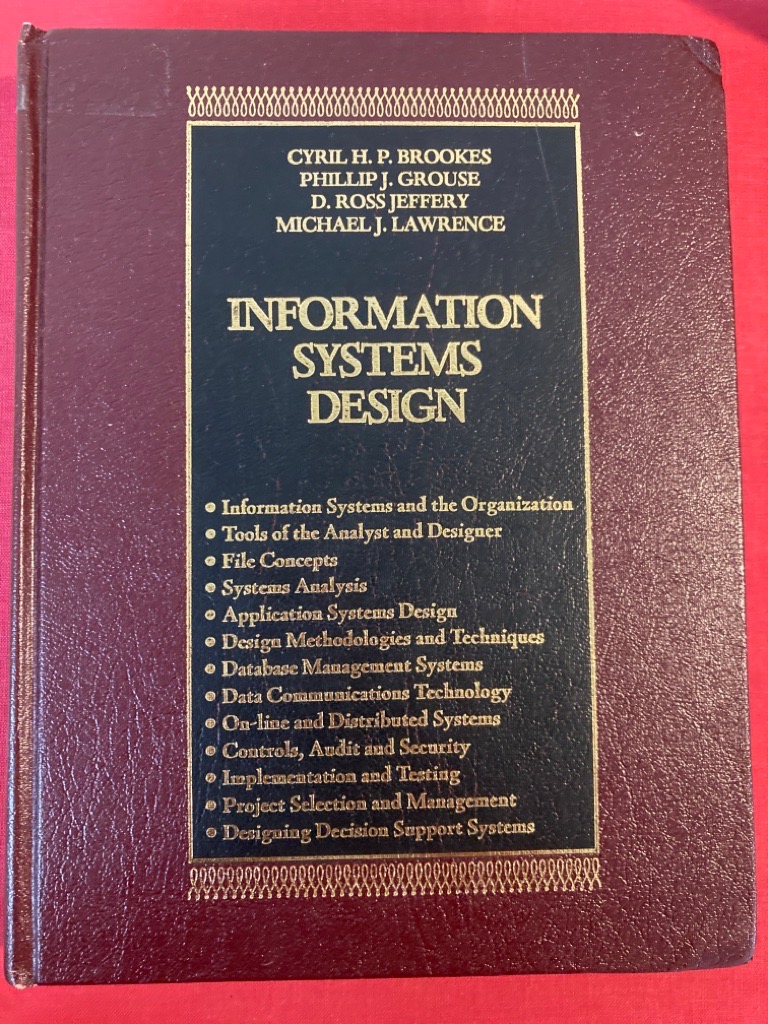 CYRIL H. P. BROOKES
PHILLIP J. GROUSE
D. ROSS JEFFERY
MICHAEL J. LAWRENCE
INFORMATION
SYSTEMS
DESIGN
• Information Systems and the Organization
• Tools of the Analyst and Designer
• File Concepts
• Systems Analysis
• Application Systems Design
• Design Methodologies and Techniques
• Database Management Systems
• Data Communications Technology
• On-line and Distributed Systems
• Controls, Audit and Security
• Implementation and Testing
• Project Selection and Management
• Designing Decision Support Systems